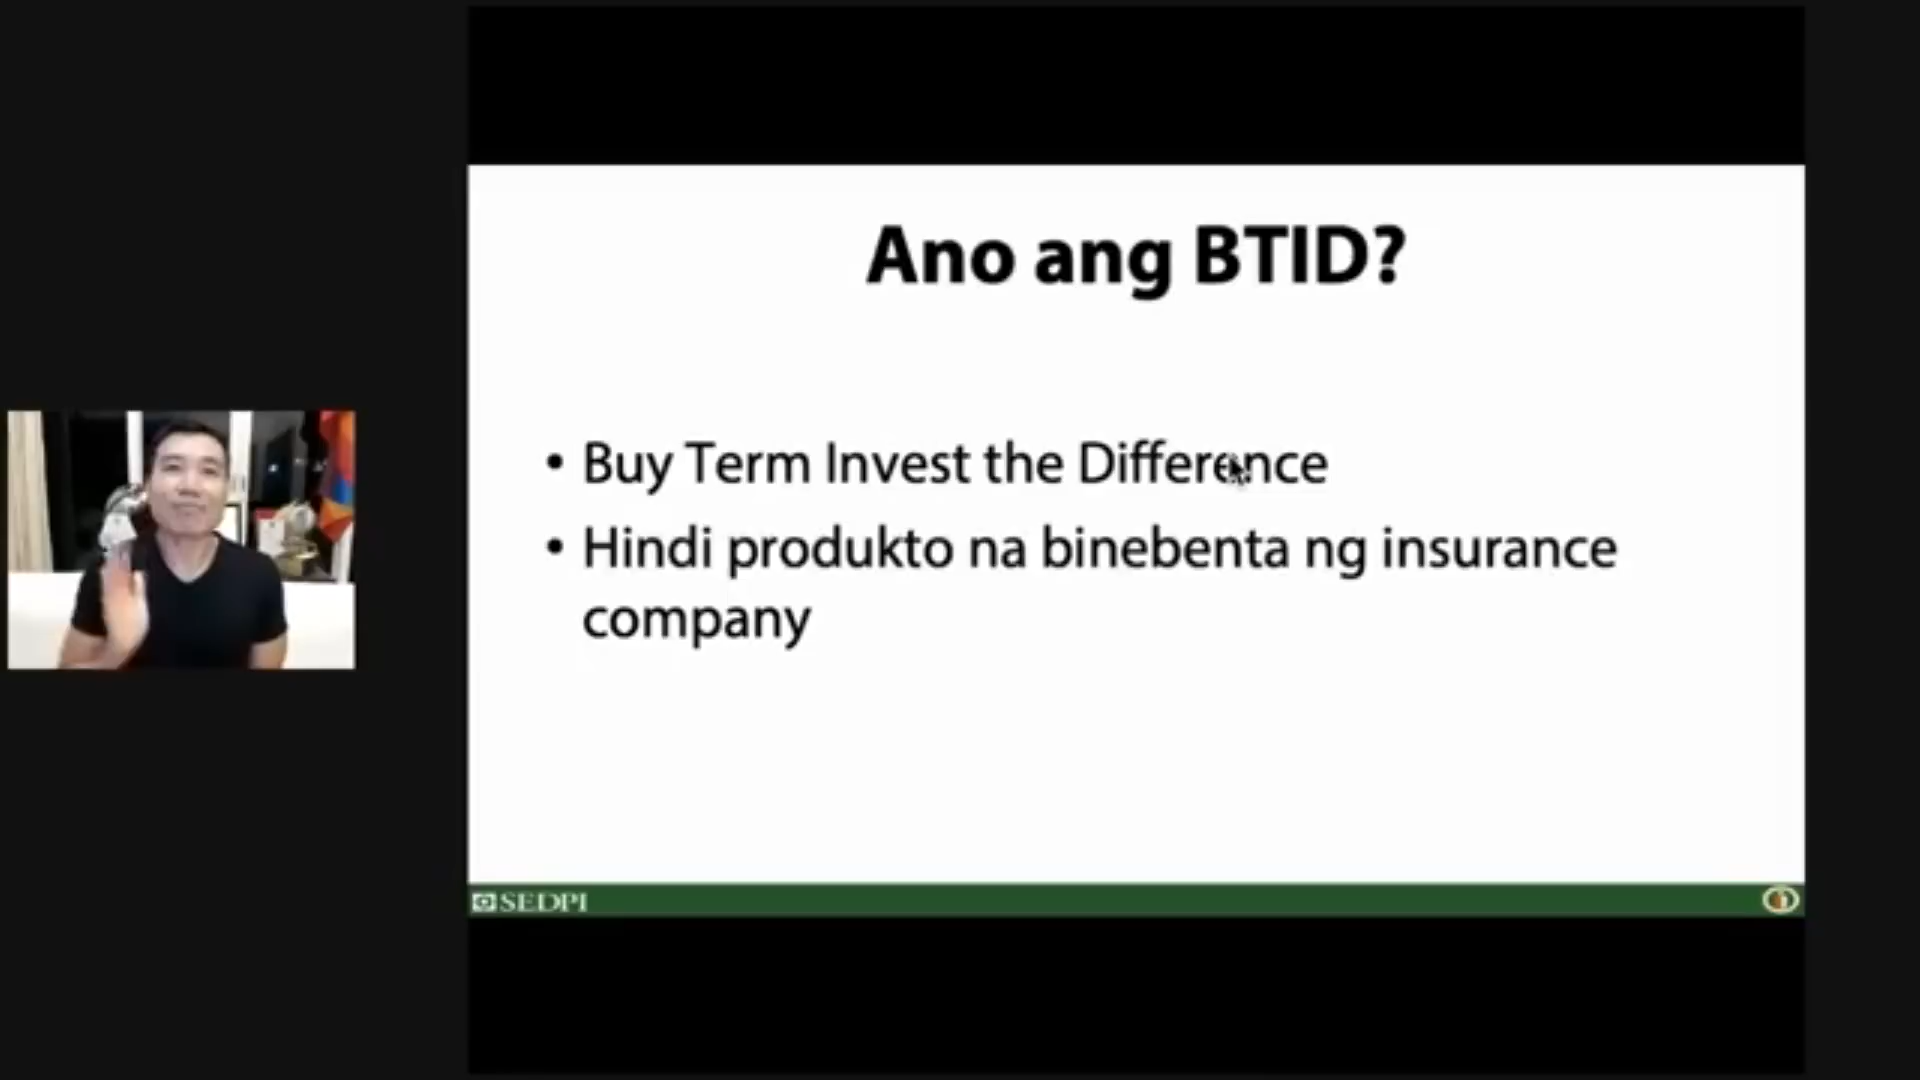 Ano ang BTID?
• Buy Term Invest the Difference
• Hindi produkto na binebenta ng insurance
company
SEDPI